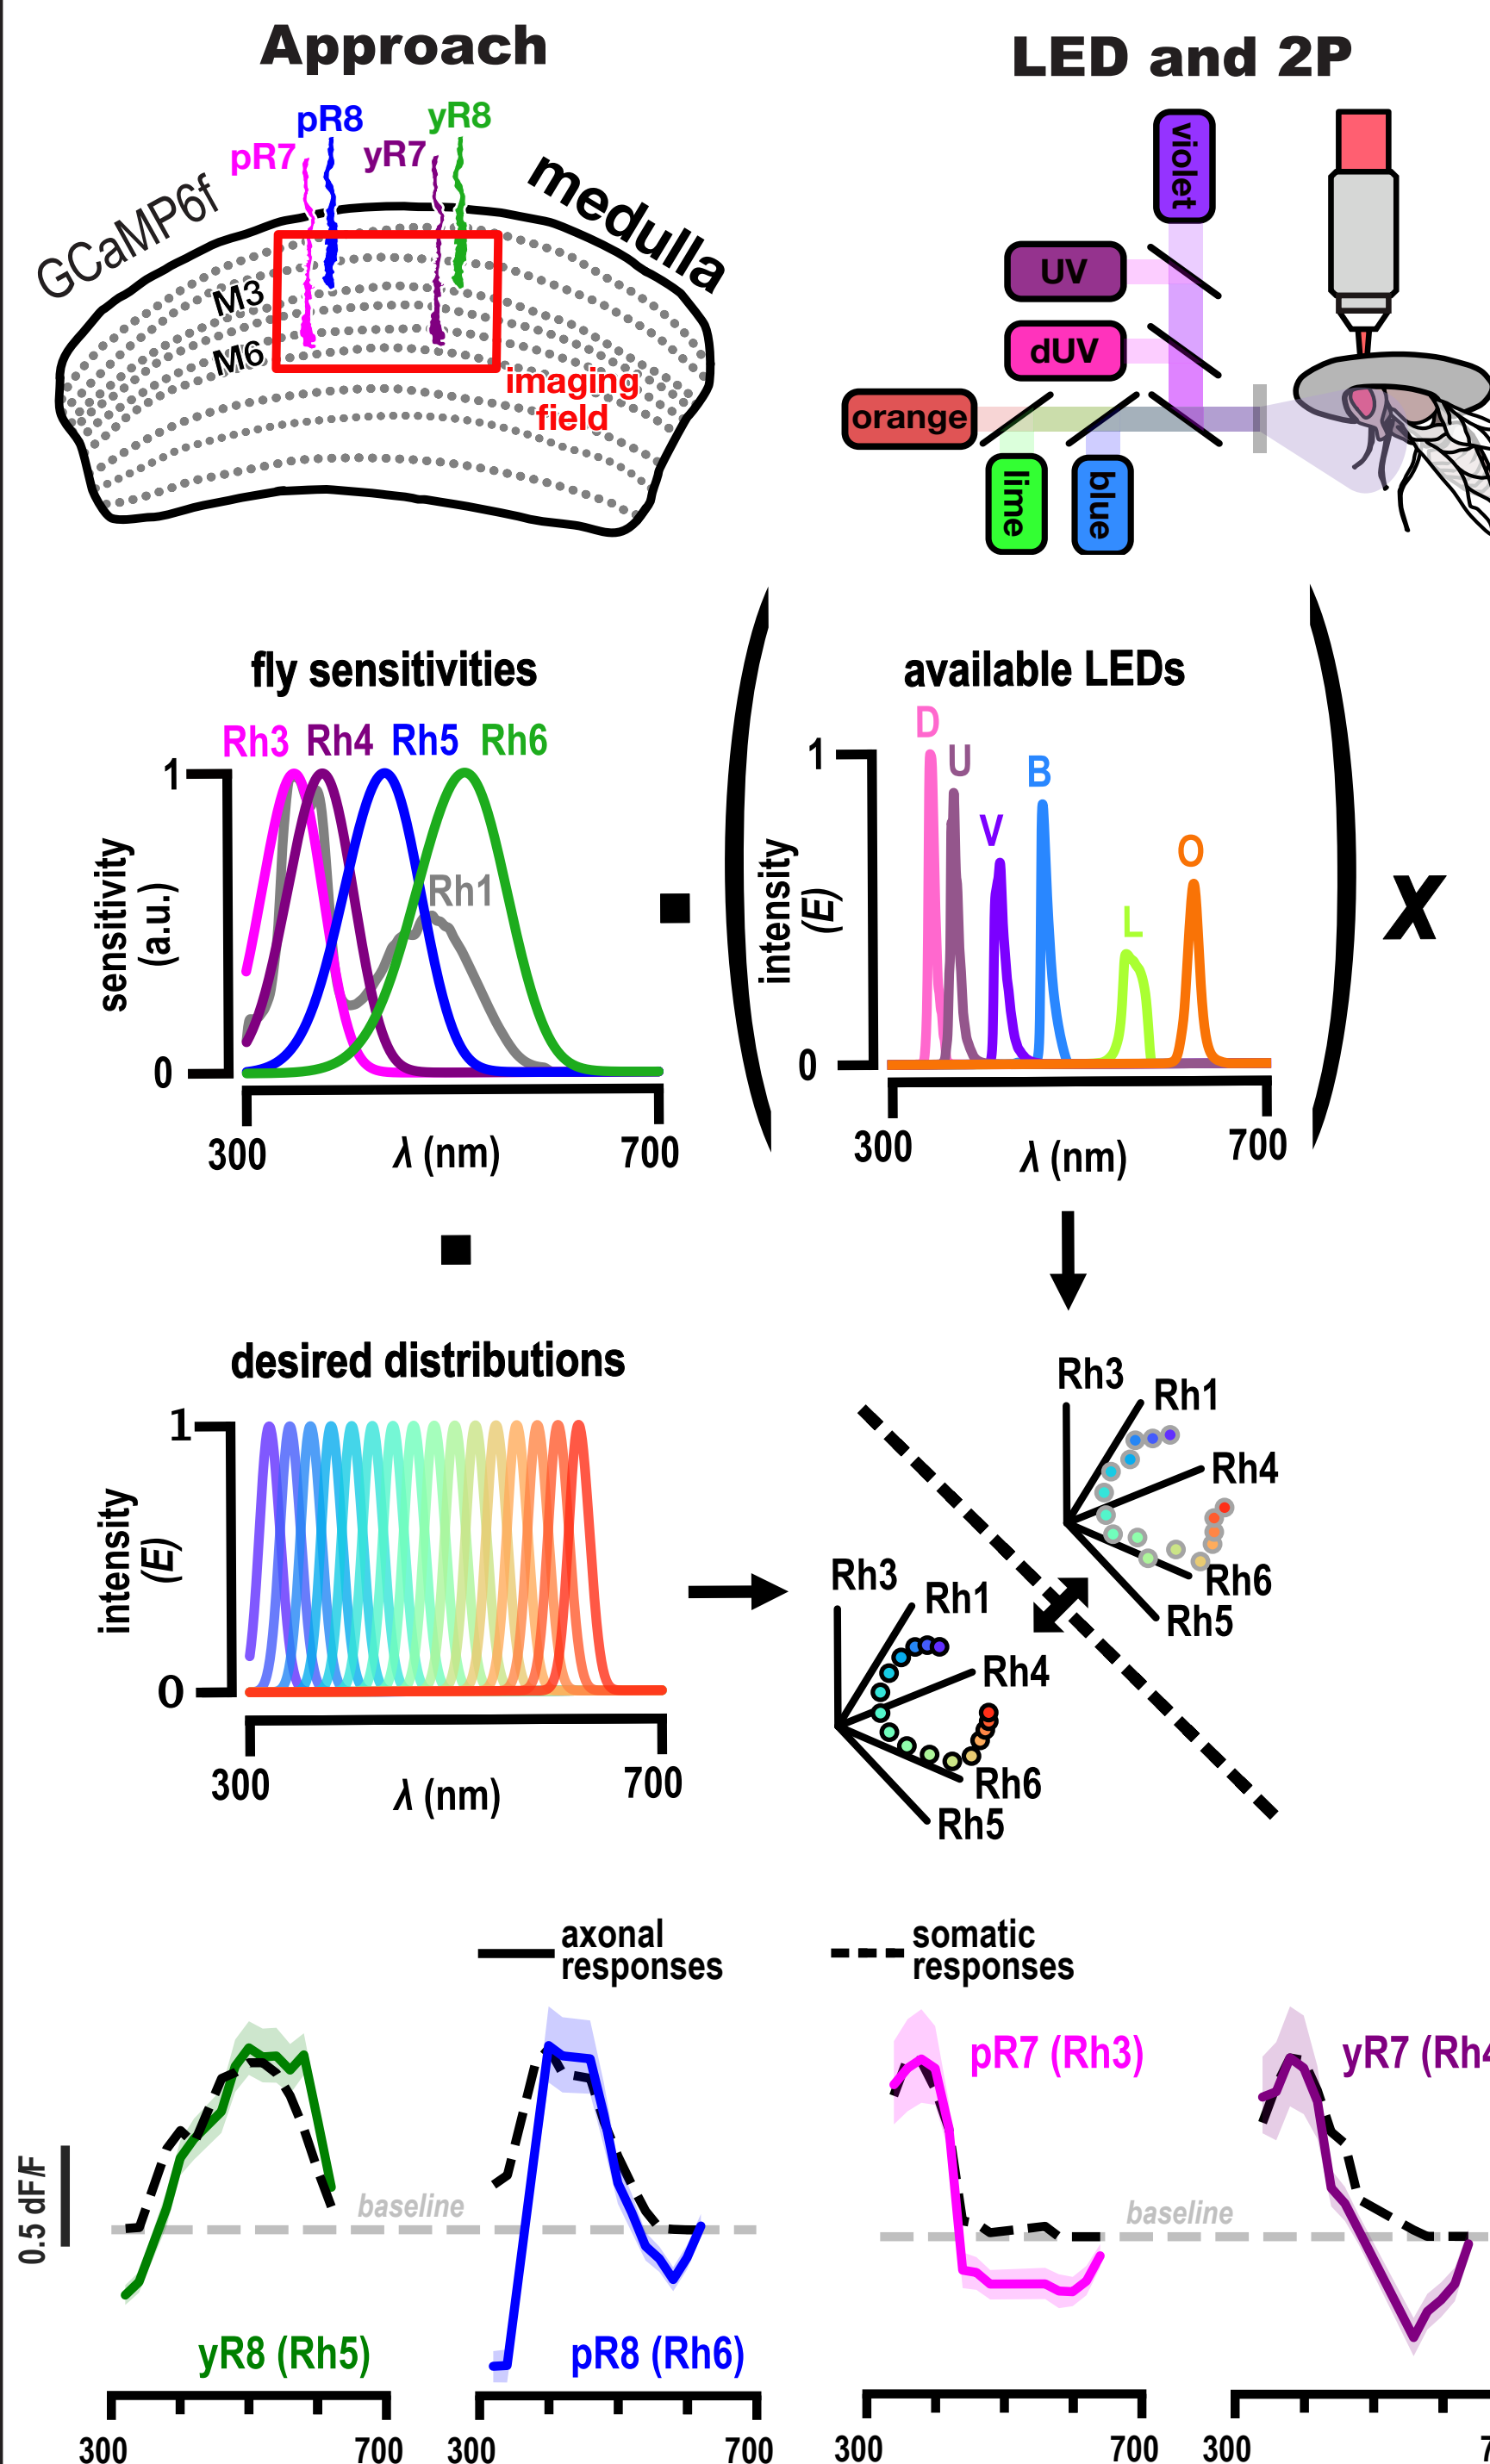 Approach
LED and 2P
pR8
yR8
pR7
yR7
GCaMP6f
medulla
M3
M6
imaging
field
violet
UV
dUV
orange
lime
blue
fly sensitivities
Rh3 Rh4 Rh5 Rh6
Rh1
1
0
sensitivity
(a.u.)
300
λ (nm)
700
available LEDs
D
U
V
B
L
O
1
0
intensity
(E)
300
λ (nm)
700
x
desired distributions
1
0
intensity
(E)
300
λ (nm)
700
Rh3
Rh1
Rh4
Rh6
Rh5
Rh3
Rh1
Rh4
Rh6
Rh5
axonal
responses
somatic
responses
0.5 dF/F
baseline
yR8 (Rh5)
pR8 (Rh6)
pR7 (Rh3)
yR7 (Rh4
baseline
300
700
300
700
300
700
300
7